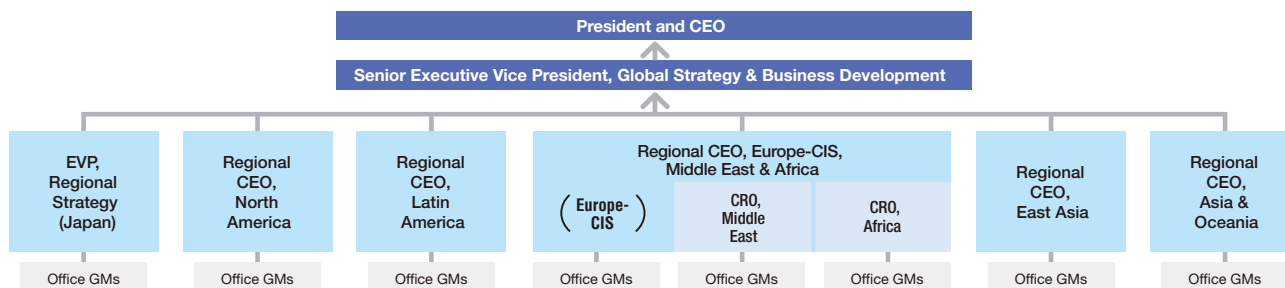 President and CEO
Senior Executive Vice President, Global Strategy & Business Development
EVP,
Regional
Strategy
(Japan)
Regional
CEO,
North
America
Regional
CEO,
Latin
America
Regional CEO, Europe-CIS,
Middle East & Africa
(Europe-
CIS)
CRO,
Middle
East
CRO,
Africa
Regional
CEO,
East Asia
Regional
CEO,
Asia &
Oceania
Office GMs
Office GMs
Office GMs
Office GMs
Office GMs
Office GMs
Office GMs
Office GMs